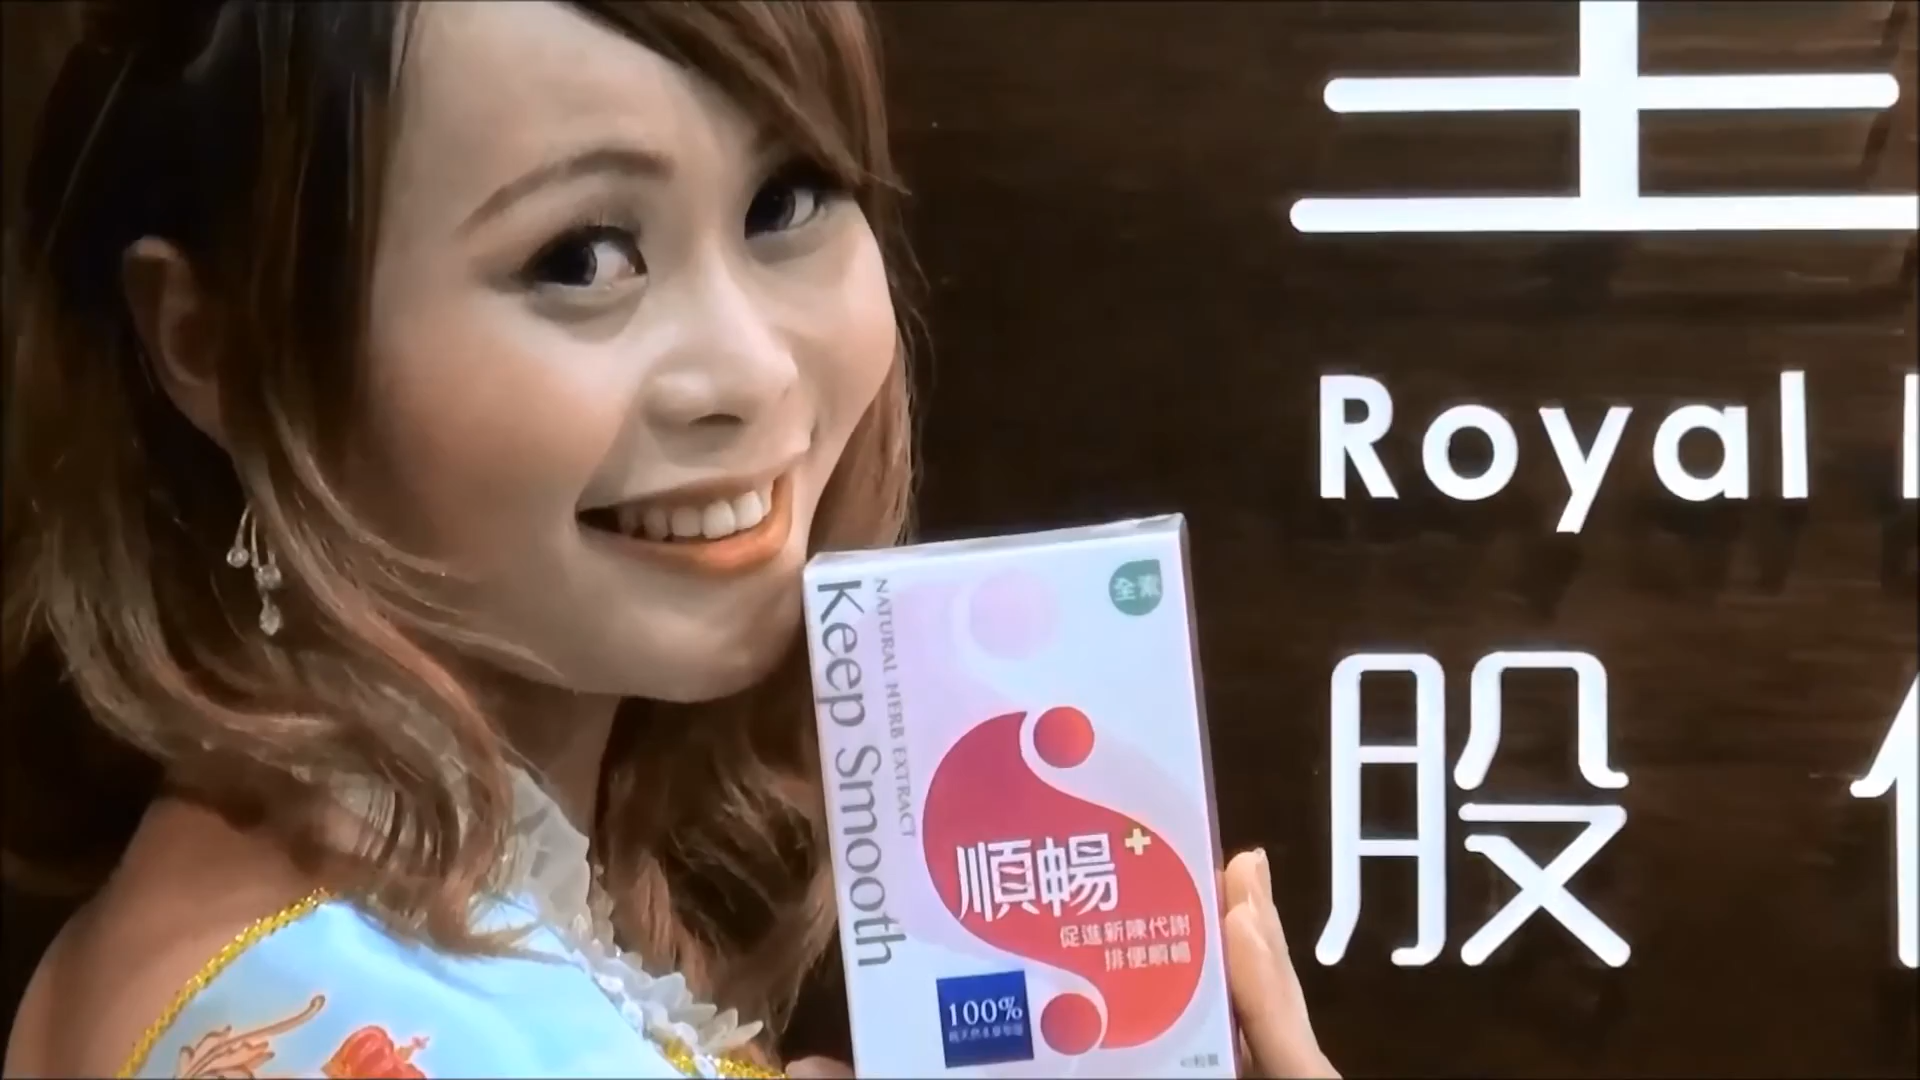 Royal
股
全素
Keep Smooth
NATURAL HERB EXTRACT
順暢+
促進新陳代謝
排便順暢
100%